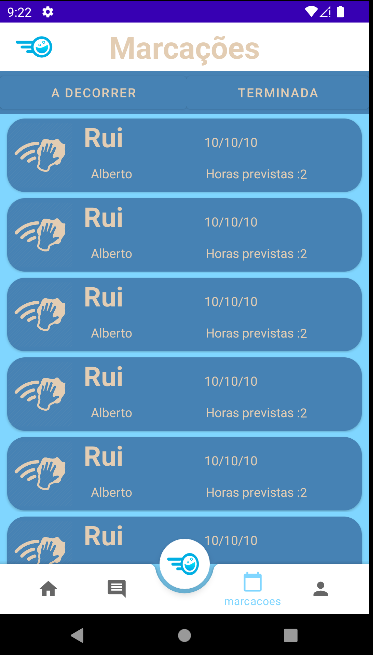 9:22
Marcações
A DECORRER TERMINADA
Rui 10/10/10
Alberto Horas previstas :2
Rui 10/10/10
Alberto Horas previstas :2
Rui 10/10/10
Alberto Horas previstas :2
Rui 10/10/10
Alberto Horas previstas :2
Rui 10/10/10
Alberto Horas previstas :2
Rui 10/10/10
marcacoes